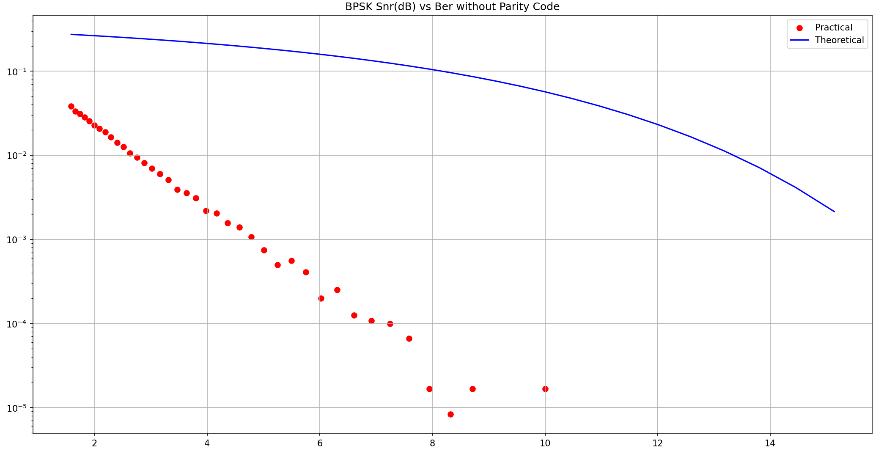 BPSK Snr(dB) vs Ber without Parity Code
Practical
Theoretical
10⁻¹
10⁻²
10⁻³
10⁻⁴
10⁻⁵
2 4 6 8 10 12 14